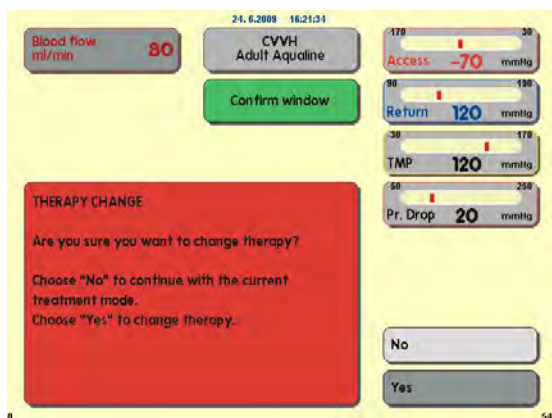 24. 6.2009 16:21:34
Blood flow
ml/min 80
CVVH
Adult Aqualine
Confirm window
-170 30
Access -70 mmHg
90 190
Return 120 mmHg
-30 170
TMP 120 mmHg
-50 250
Pr. Drop 20 mmHg
THERAPY CHANGE
Are you sure you want to change therapy?
Choose "No" to continue with the current
treatment mode.
Choose "Yes" to change therapy.
No
Yes